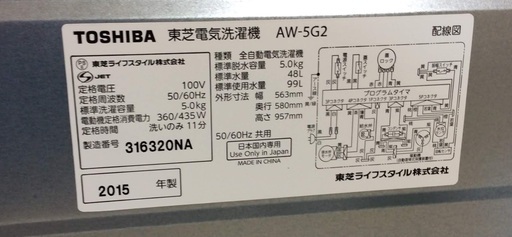 TOSHIBA 東芝電気洗濯機 AW-5G2 配線図
東芝ライフスタイル株式会社
JET
定格電圧 100V
定格周波数 50/60Hz
標準洗濯容量 5.0kg
電動機定格消費電力 360/435W
定格時間 洗いのみ 11分
製造番号 316320NA
2015 年製
種類 全自動電気洗濯機
標準脱水容量 5.0kg
標準水量 48L
標準使用水量 99L
外形寸法 幅 563mm
奥行 580mm
高さ 957mm
50/60Hz 共用
日本国内専用
Use Only in Japan
ロック
プログラムタイマ
東芝ライフスタイル株式会社